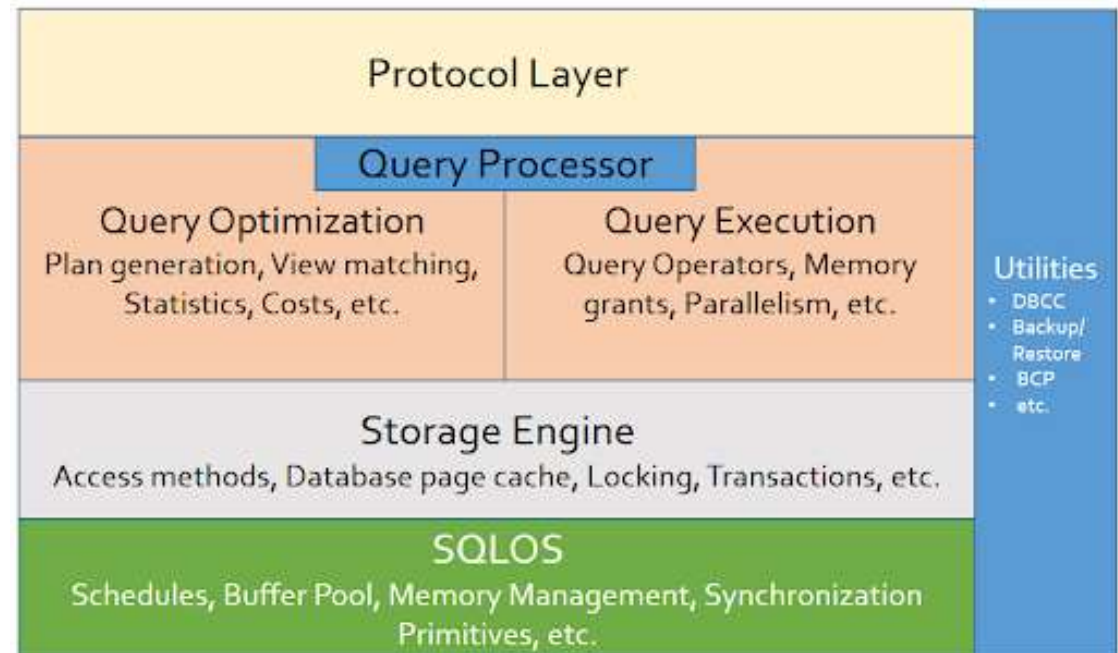 Protocol Layer
Query Processor
Query Optimization
Plan generation, View matching,
Statistics, Costs, etc.
Query Execution
Query Operators, Memory
grants, Parallelism, etc.
Storage Engine
Access methods, Database page cache, Locking, Transactions, etc.
SQLOS
Schedules, Buffer Pool, Memory Management, Synchronization
Primitives, etc.
Utilities
• DBCC
• Backup/
Restore
• BCP
• etc.